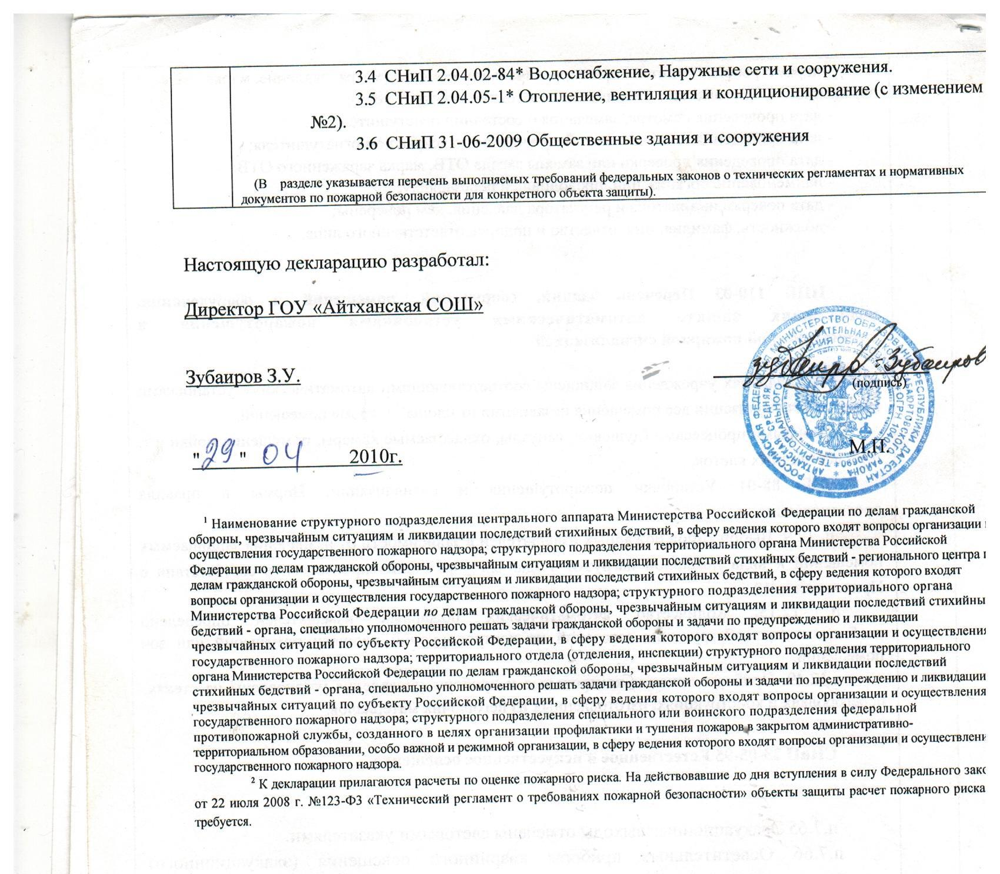 3.4 СНиП 2.04.02-84* Водоснабжение, Наружные сети и сооружения.
3.5 СНиП 2.04.05-1* Отопление, вентиляция и кондиционирование (с изменением
№2).
3.6 СНиП 31-06-2009 Общественные здания и сооружения
(В разделе указывается перечень выполняемых требований федеральных законов о технических регламентах и нормативных
документов по пожарной безопасности для конкретного объекта защиты).
Настоящую декларацию разработал:
Директор ГОУ «Айтханская СОШ»
Зубаиров З.У.
Зубаиров
(подпись)
"29" 04 2010г.
М.П.
¹ Наименование структурного подразделения центрального аппарата Министерства Российской Федерации по делам гражданской
обороны, чрезвычайным ситуациям и ликвидации последствий стихийных бедствий, в сферу ведения которого входят вопросы организации
осуществления государственного пожарного надзора; структурного подразделения территориального органа Министерства Российской
Федерации по делам гражданской обороны, чрезвычайным ситуациям и ликвидации последствий стихийных бедствий - регионального центра
делам гражданской обороны, чрезвычайным ситуациям и ликвидации последствий стихийных бедствий, в сферу ведения которого входят
вопросы организации и осуществления государственного пожарного надзора; структурного подразделения территориального органа
Министерства Российской Федерации по делам гражданской обороны, чрезвычайным ситуациям и ликвидации последствий стихийны
бедствий - органа, специально уполномоченного решать задачи гражданской обороны и задачи по предупреждению и ликвидации
чрезвычайных ситуаций по субъекту Российской Федерации, в сферу ведения которого входят вопросы организации и осуществления
государственного пожарного надзора; территориального отдела (отделения, инспекции) структурного подразделения территориального
органа Министерства Российской Федерации по делам гражданской обороны, чрезвычайным ситуациям и ликвидации последствий
стихийных бедствий - органа, специально уполномоченного решать задачи гражданской обороны и задачи по предупреждению и ликвидации
чрезвычайных ситуаций по субъекту Российской Федерации, в сферу ведения которого входят вопросы организации и осуществления
государственного пожарного надзора; структурного подразделения специального или воинского подразделения федеральной
противопожарной службы, созданного в целях организации профилактики и тушения пожаров в закрытом административно-
территориальном образовании, особо важной и режимной организации, в сферу ведения которого входят вопросы организации и осуществлени
государственного пожарного надзора.
² К декларации прилагаются расчеты по оценке пожарного риска. На действовавшие до дня вступления в силу Федерального зако
от 22 июля 2008 г. №123-ФЗ «Технический регламент о требованиях пожарной безопасности» объекты защиты расчет пожарного риска
требуется.